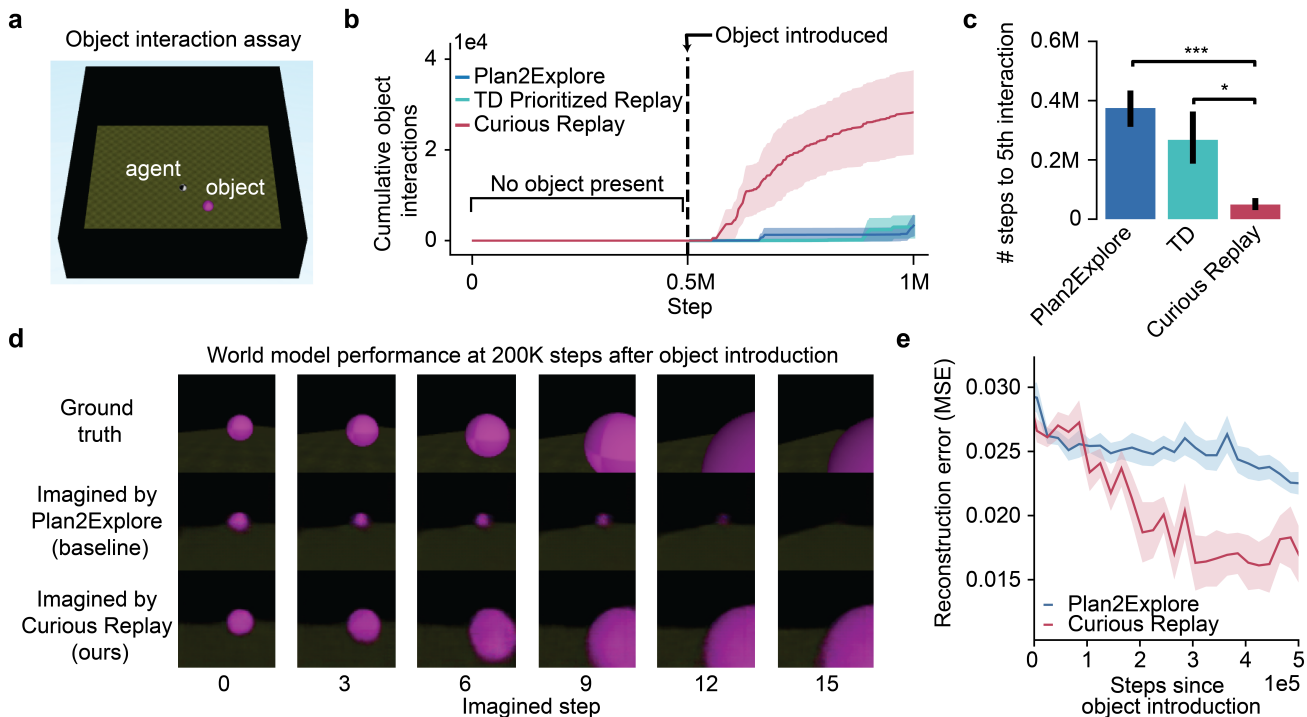 a
Object interaction assay
agent
object
b
1e4
Object introduced
4
Plan2Explore
TD Prioritized Replay
Curious Replay
2
No object present
0
Cumulative object
interactions
0
0.5M
1M
Step
c
0.6M
***
0.4M
*
0.2M
0
# steps to 5th interaction
Plan2Explore
TD
Curious Replay
d
World model performance at 200K steps after object introduction
Ground
truth
Imagined by
Plan2Explore
(baseline)
Imagined by
Curious Replay
(ours)
0
3
6
9
12
15
Imagined step
e
Reconstruction error (MSE)
0.030
0.025
0.020
0.015
Plan2Explore
Curious Replay
0
1
2
3
4
5
Steps since
object introduction
1e5